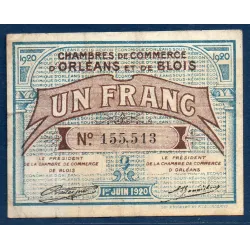 1920 1920
CHAMBRES DE COMMERCE
D'ORLÉANS ET DE BLOIS
UN FRANC
No. 155,513
LE PRÉSIDENT
DE LA CHAMBRE DE COMMERCE
DE BLOIS
LE PRÉSIDENT
DE LA CHAMBRE DE COMMERCE
D'ORLÉANS
1ER JUIN 1920